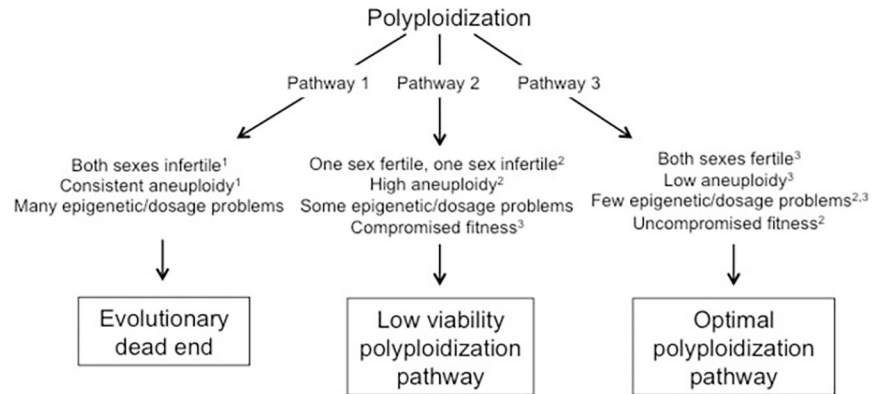 Polyploidization
Pathway 1
Pathway 2
Pathway 3
Both sexes infertile¹
Consistent aneuploidy¹
Many epigenetic/dosage problems
One sex fertile, one sex infertile²
High aneuploidy²
Some epigenetic/dosage problems
Compromised fitness³
Both sexes fertile³
Low aneuploidy³
Few epigenetic/dosage problems²,³
Uncompromised fitness²
Evolutionary
dead end
Low viability
polyploidization
pathway
Optimal
polyploidization
pathway